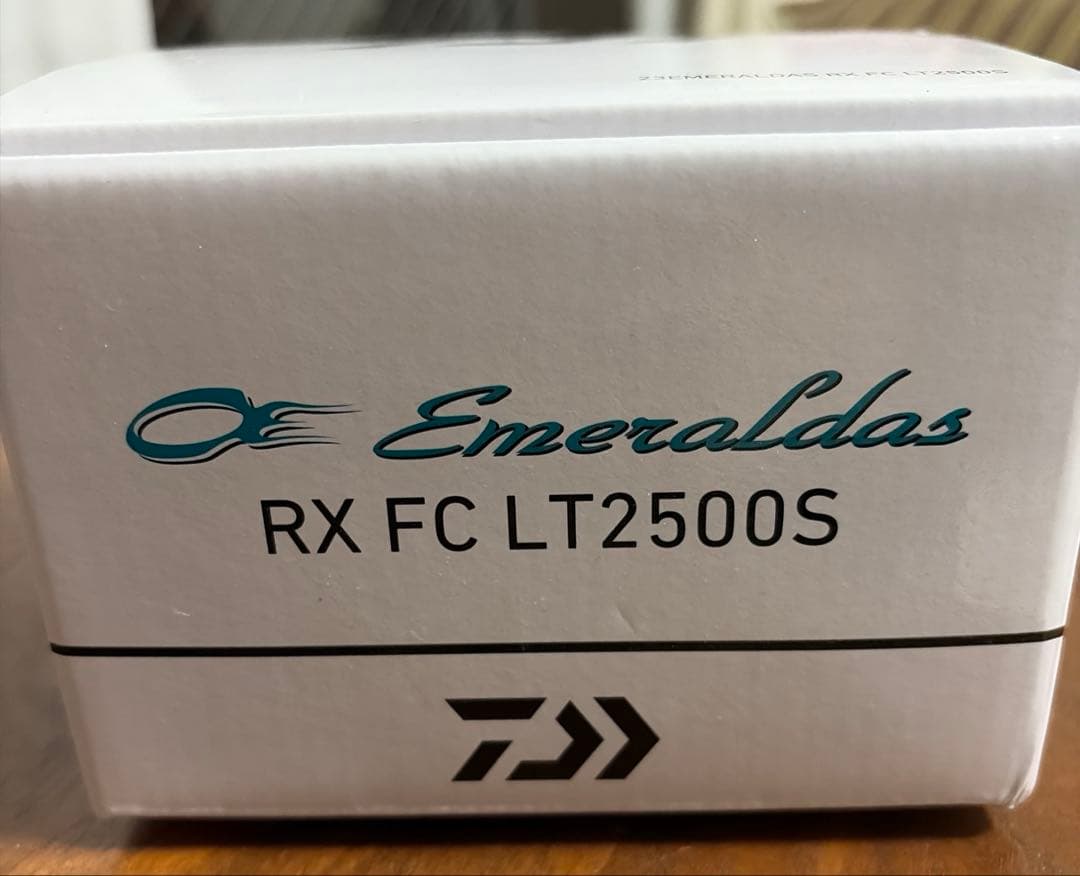 23EMERALDAS RX FC LT2500S
Emeraldas
RX FC LT2500S